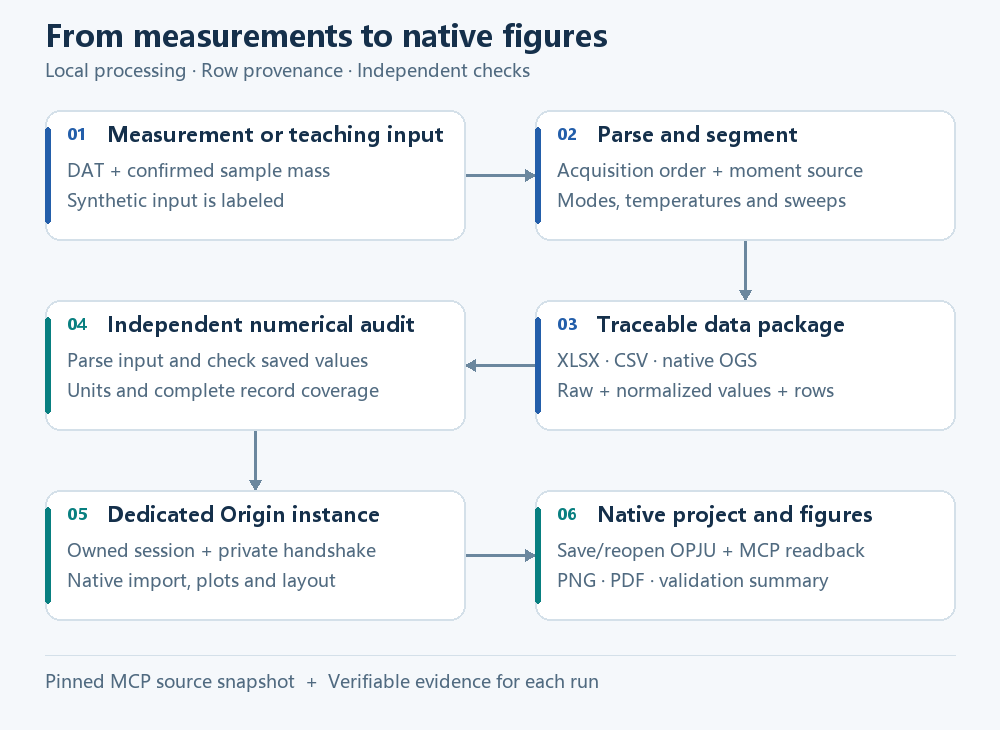 From measurements to native figures
Local processing · Row provenance · Independent checks
01 Measurement or teaching input
DAT + confirmed sample mass
Synthetic input is labeled
02 Parse and segment
Acquisition order + moment source
Modes, temperatures and sweeps
03 Traceable data package
XLSX · CSV · native OGS
Raw + normalized values + rows
04 Independent numerical audit
Parse input and check saved values
Units and complete record coverage
05 Dedicated Origin instance
Owned session + private handshake
Native import, plots and layout
06 Native project and figures
Save/reopen OPJU + MCP readback
PNG · PDF · validation summary
Pinned MCP source snapshot + Verifiable evidence for each run